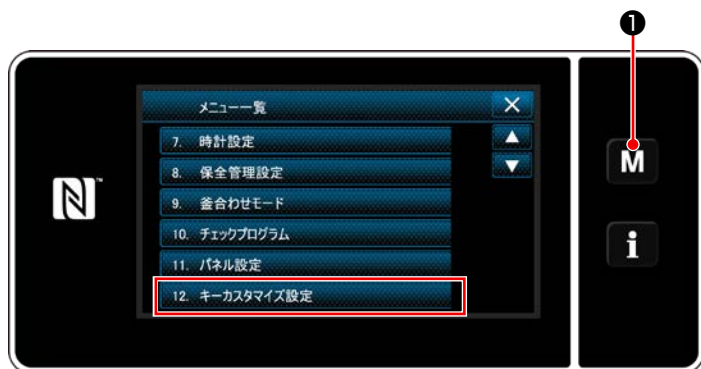 ❶
メニュー一覧
7. 時計設定
8. 保全管理設定
9. 釜合わせモード
10. チェックプログラム
11. パネル設定
12. キーカスタマイズ設定
M
i
N
™